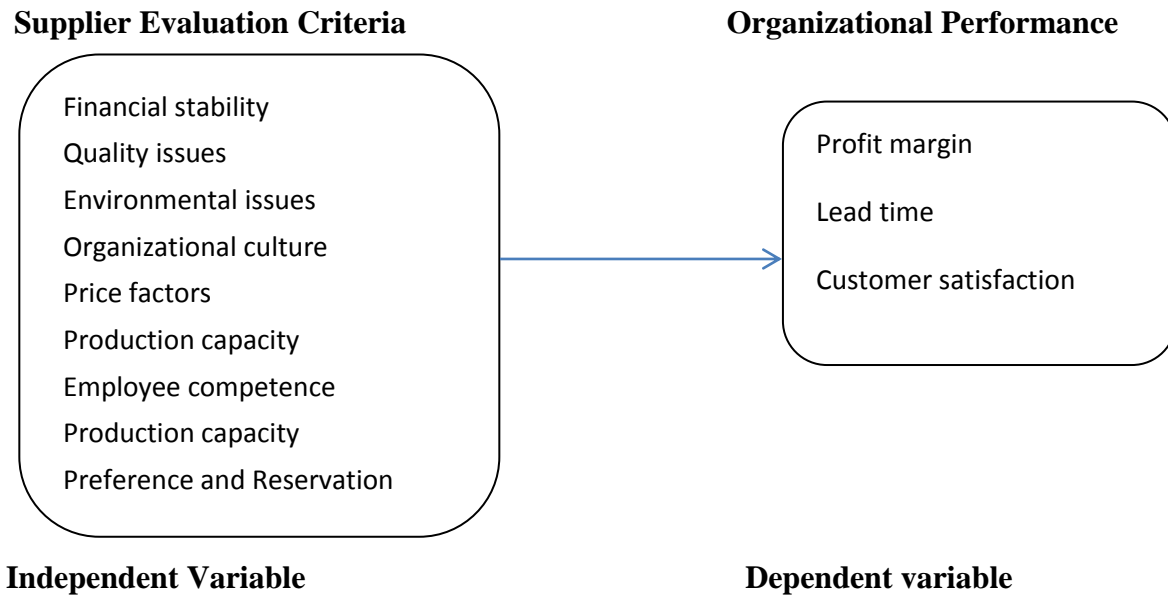 Supplier Evaluation Criteria
Organizational Performance
Financial stability
Quality issues
Environmental issues
Organizational culture
Price factors
Production capacity
Employee competence
Production capacity
Preference and Reservation
Profit margin
Lead time
Customer satisfaction
Independent Variable
Dependent variable